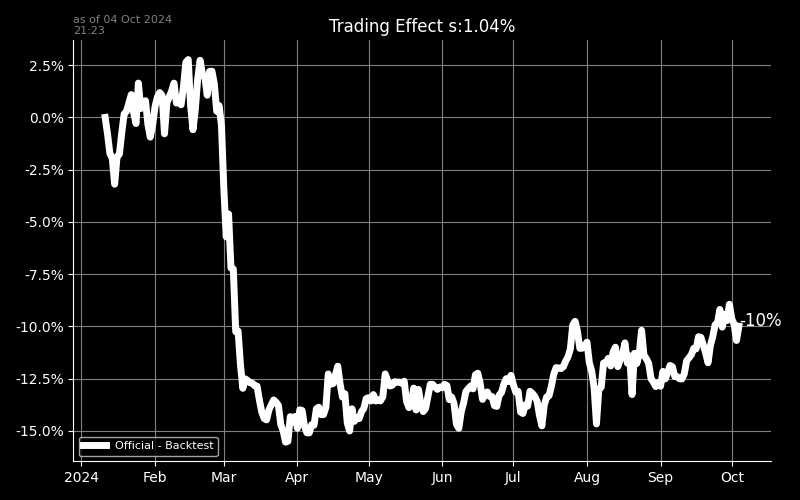 as of 04 Oct 2024
21:23
Trading Effect s:1.04%
2.5%
0.0%
-2.5%
-5.0%
-7.5%
-10.0%
-12.5%
-15.0%
-10%
Official - Backtest
2024 Feb Mar Apr May Jun Jul Aug Sep Oct